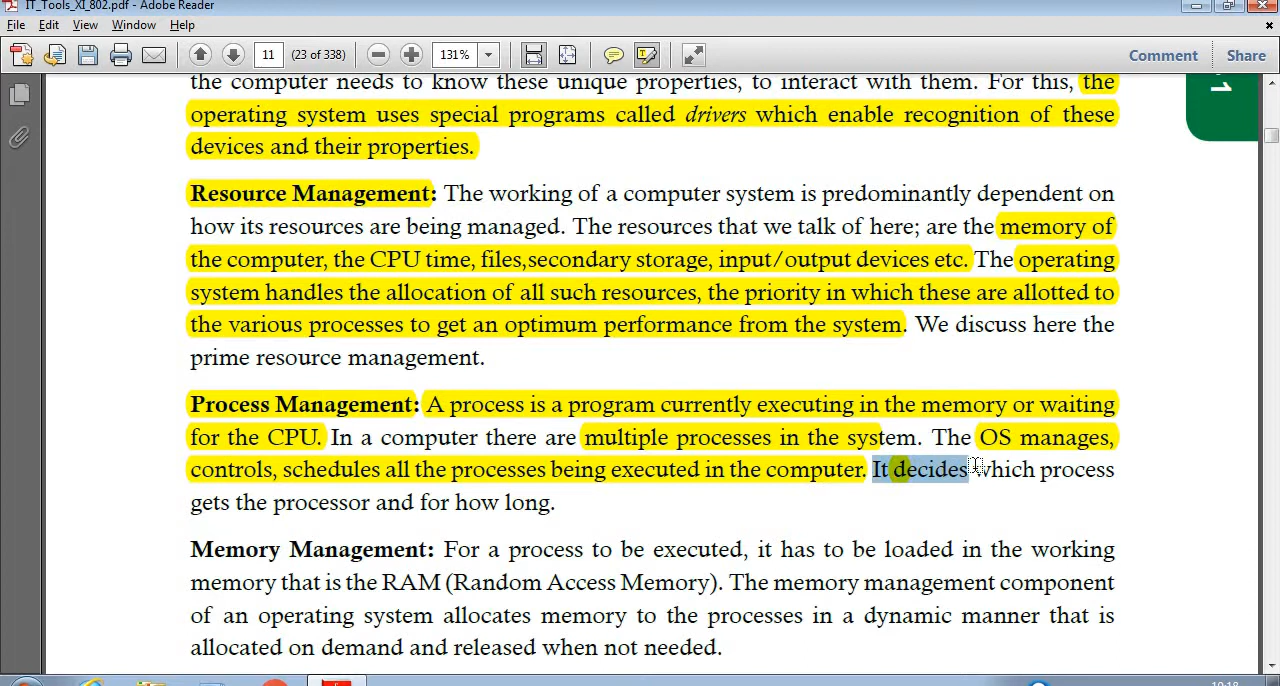 IT_Tools_XI_802.pdf - Adobe Reader
File Edit View Window Help
11 (23 of 338) 131% Comment Share
the computer needs to know these unique properties, to interact with them. For this, the
operating system uses special programs called drivers which enable recognition of these
devices and their properties.
1
Resource Management: The working of a computer system is predominantly dependent on
how its resources are being managed. The resources that we talk of here; are the memory of
the computer, the CPU time, files,secondary storage, input/output devices etc. The operating
system handles the allocation of all such resources, the priority in which these are allotted to
the various processes to get an optimum performance from the system. We discuss here the
prime resource management.
Process Management: A process is a program currently executing in the memory or waiting
for the CPU. In a computer there are multiple processes in the system. The OS manages,
controls, schedules all the processes being executed in the computer. It decides which process
gets the processor and for how long.
Memory Management: For a process to be executed, it has to be loaded in the working
memory that is the RAM (Random Access Memory). The memory management component
of an operating system allocates memory to the processes in a dynamic manner that is
allocated on demand and released when not needed.